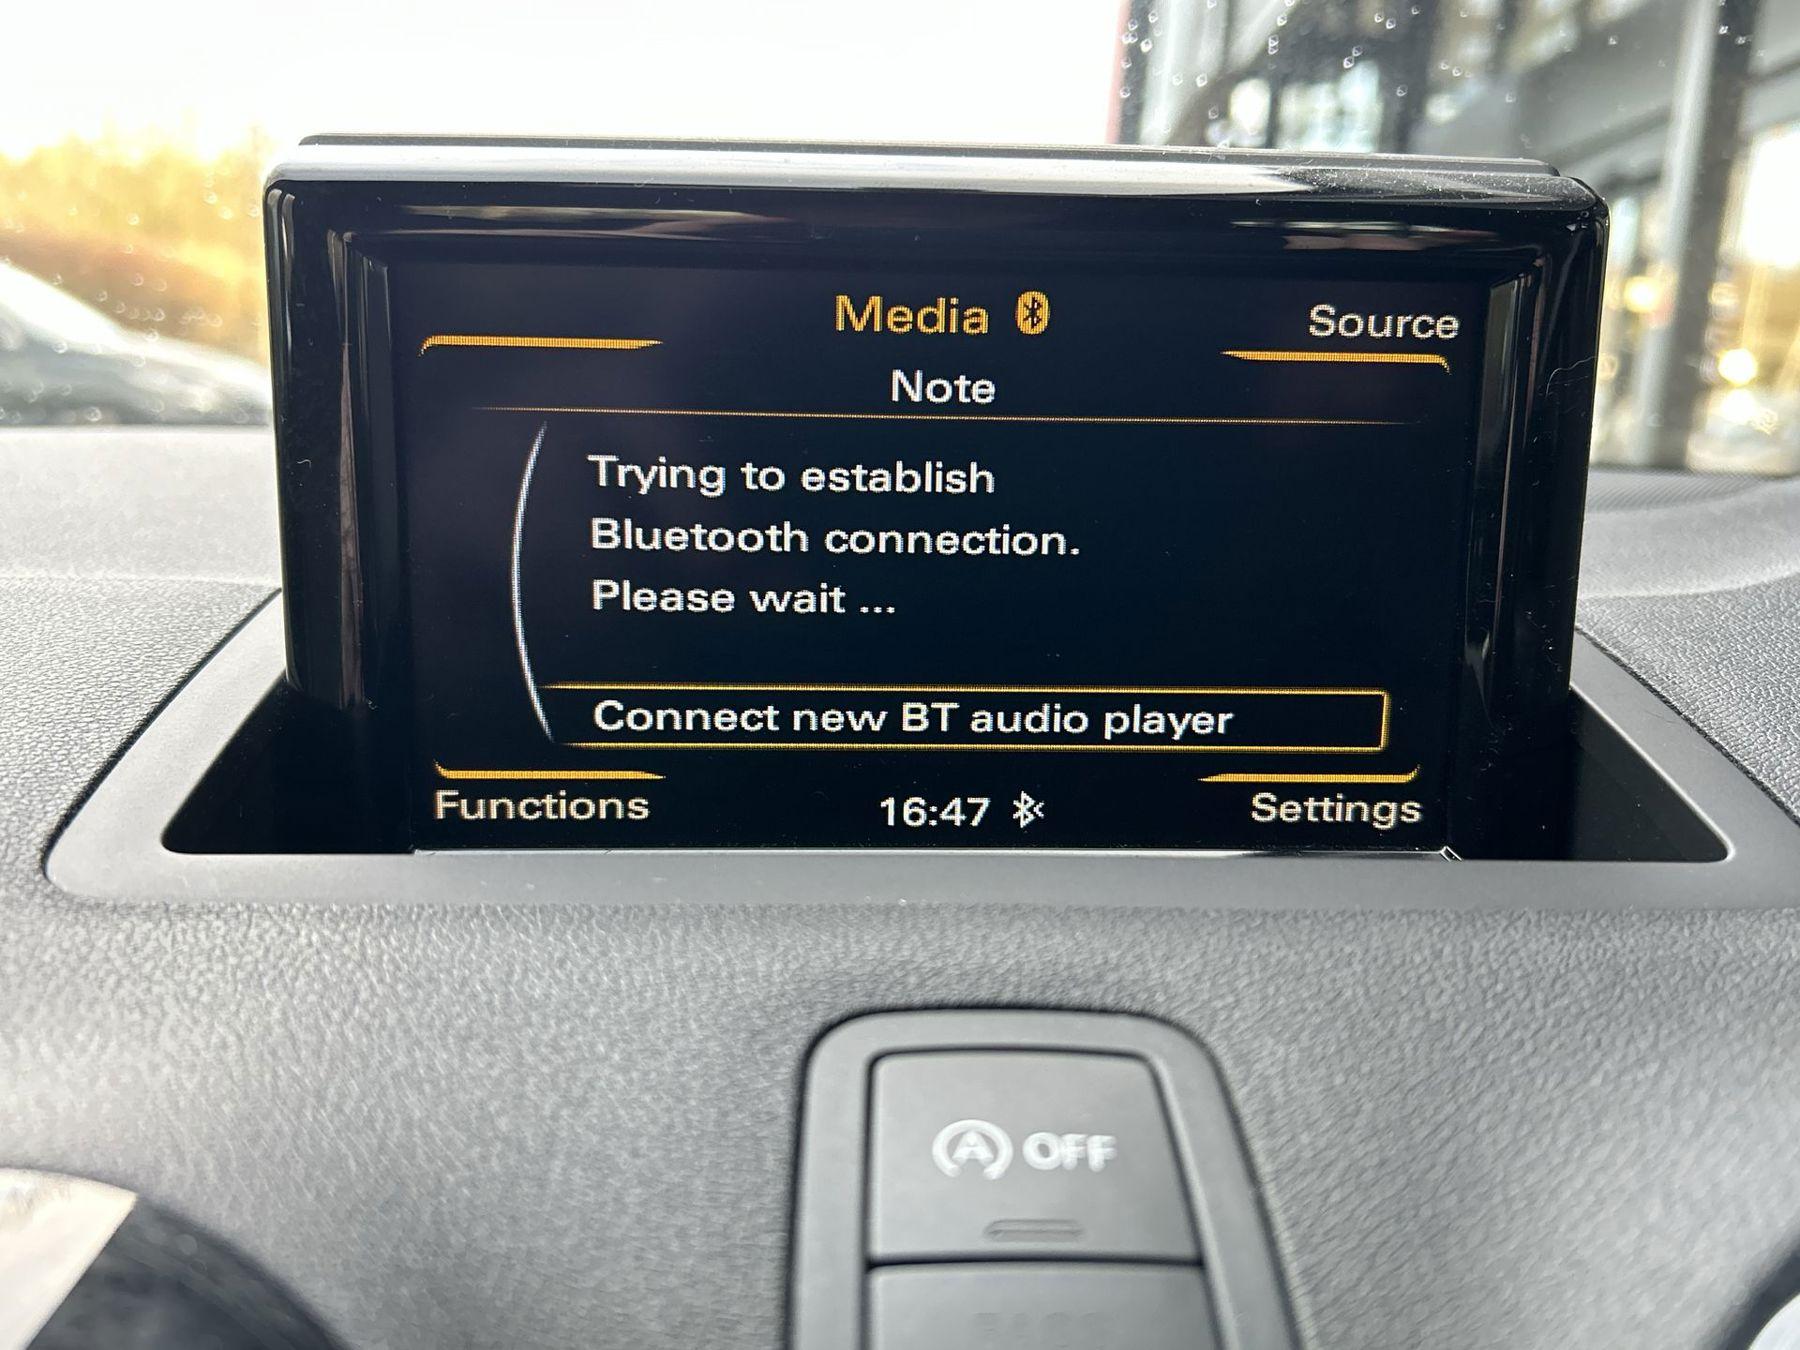 Media
Source
Note
Trying to establish
Bluetooth connection.
Please wait ...
Connect new BT audio player
Functions
16:47
Settings
A OFF